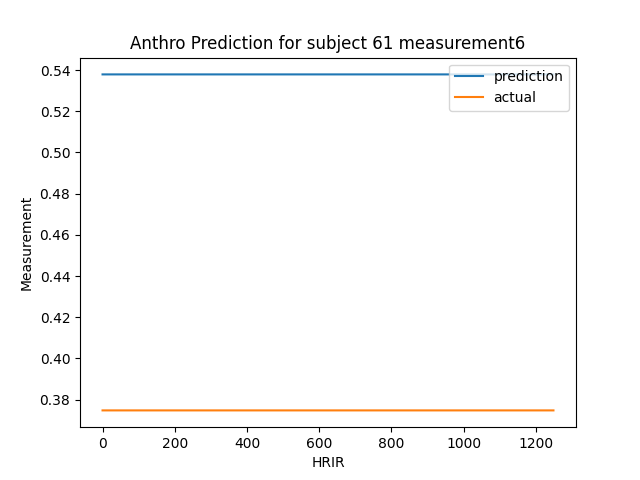 Anthro Prediction for subject 61 measurement6
prediction
actual
0.54
0.52
0.50
0.48
0.46
0.44
0.42
0.40
0.38
Measurement
0 200 400 600 800 1000 1200
HRIR